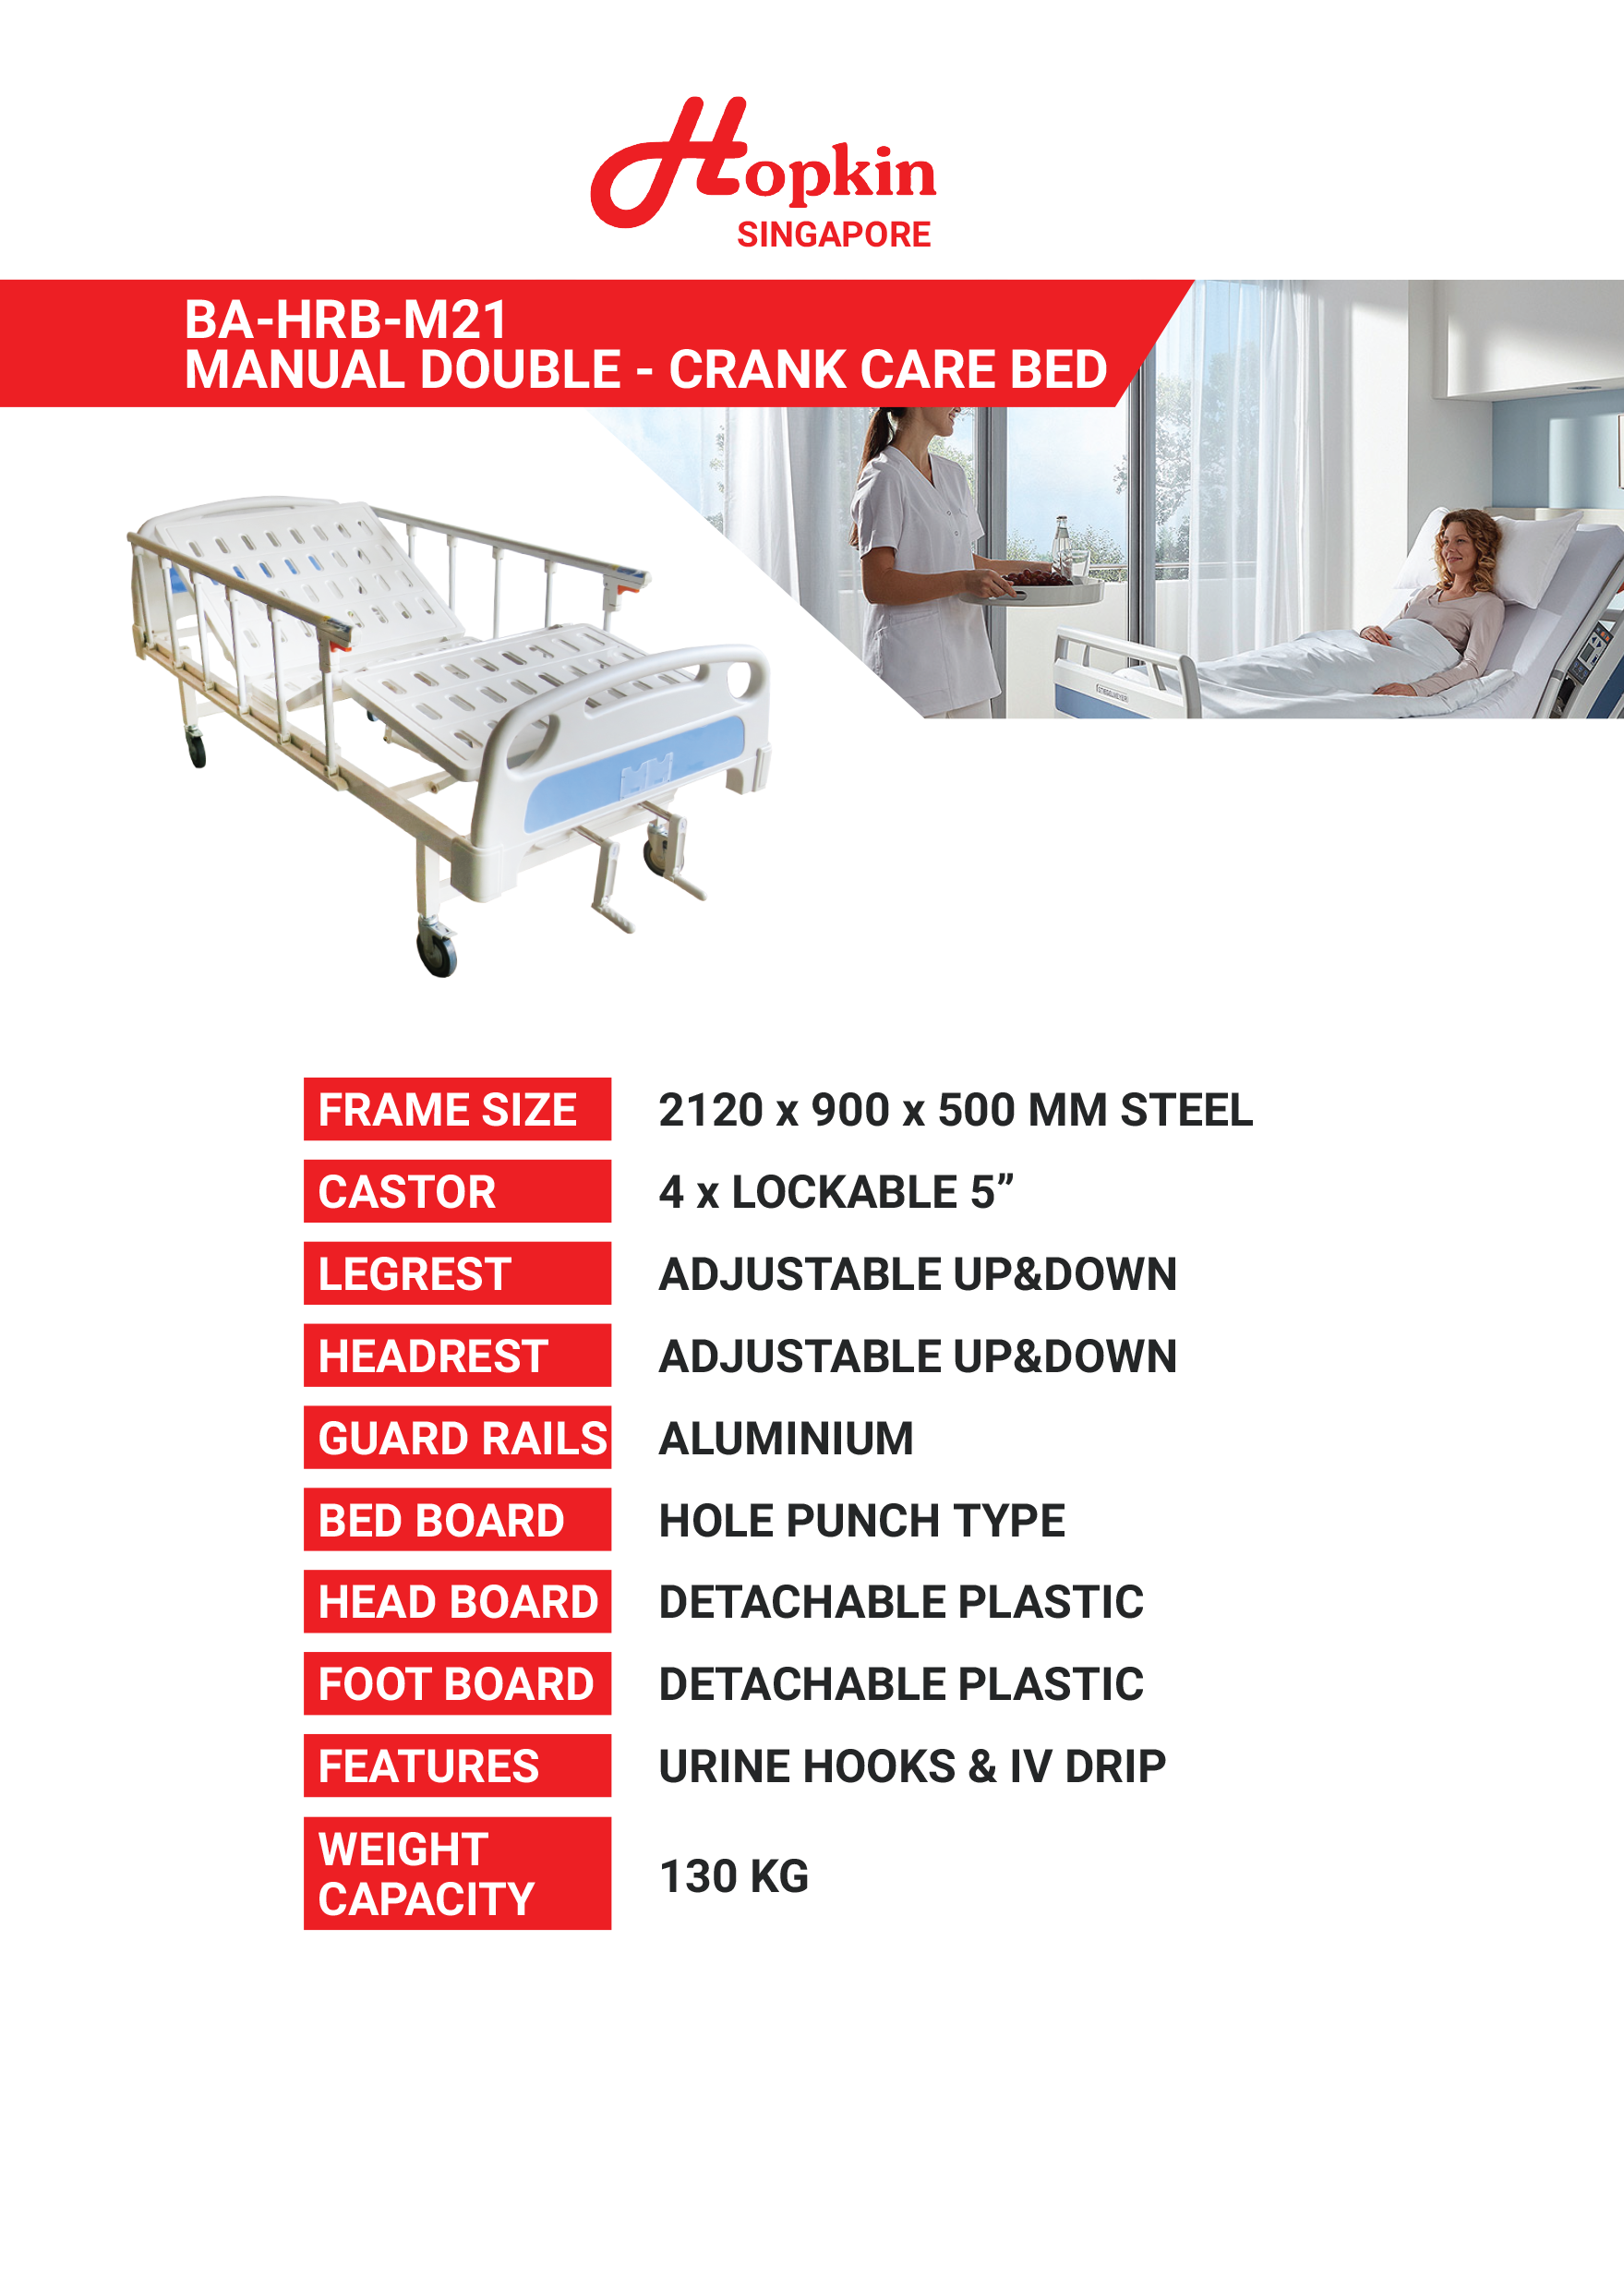 Hopkin
SINGAPORE
BA-HRB-M21
MANUAL DOUBLE - CRANK CARE BED
FRAME SIZE 2120 x 900 x 500 MM STEEL
CASTOR 4 x LOCKABLE 5”
LEGREST ADJUSTABLE UP&DOWN
HEADREST ADJUSTABLE UP&DOWN
GUARD RAILS ALUMINIUM
BED BOARD HOLE PUNCH TYPE
HEAD BOARD DETACHABLE PLASTIC
FOOT BOARD DETACHABLE PLASTIC
FEATURES URINE HOOKS & IV DRIP
WEIGHT
CAPACITY 130 KG